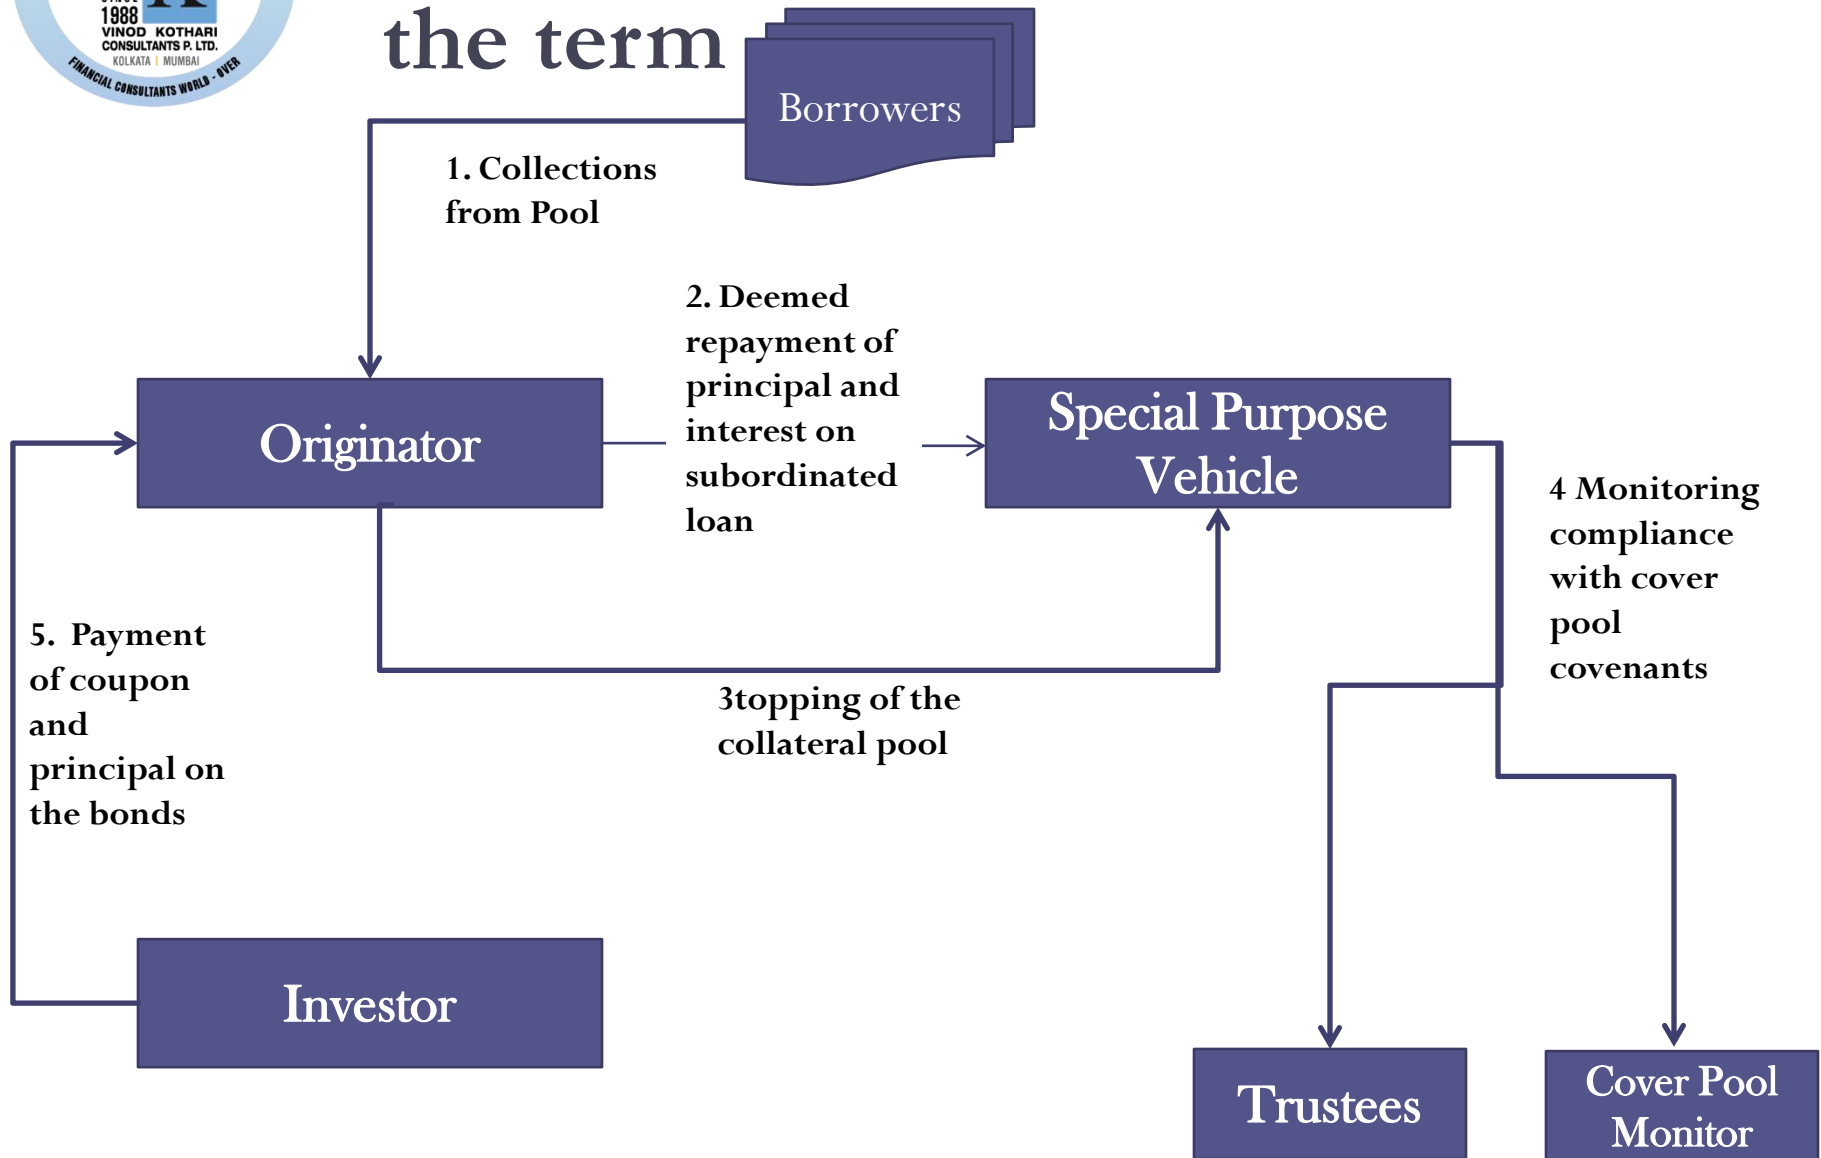 1988
VINOD KOTHARI
CONSULTANTS P. LTD.
KOLKATA | MUMBAI
FINANCIAL CONSULTANTS WORLD - OVER
the term
Borrowers
1. Collections
from Pool
2. Deemed
repayment of
principal and
interest on
subordinated
loan
Originator
Special Purpose
Vehicle
4 Monitoring
compliance
with cover
pool
covenants
5. Payment
of coupon
and
principal on
the bonds
3topping of the
collateral pool
Investor
Trustees
Cover Pool
Monitor